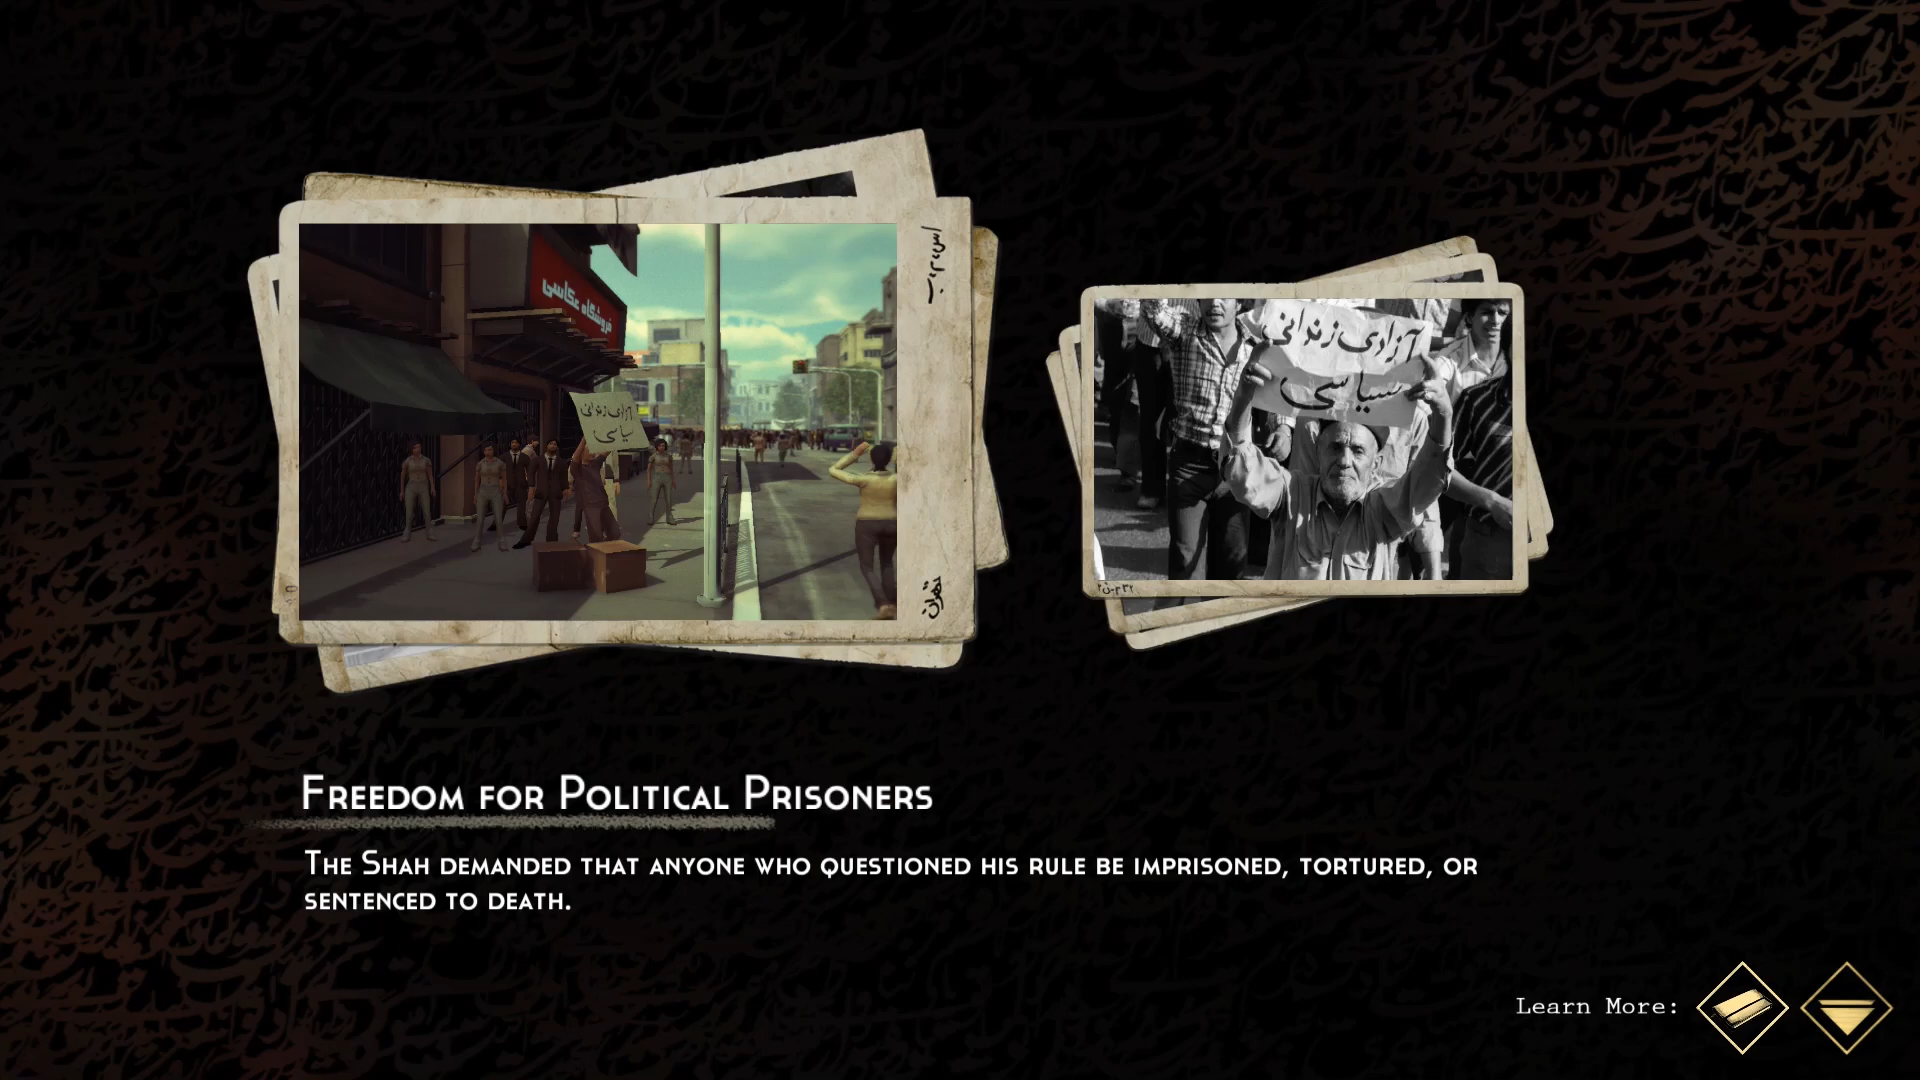 فروشگاه عکاسی
آزادی زندانی
سیاسی
تهران
آزادی زندانی
سیاسی
Freedom for Political Prisoners
The Shah demanded that anyone who questioned his rule be imprisoned, tortured, or
sentenced to death.
Learn More: